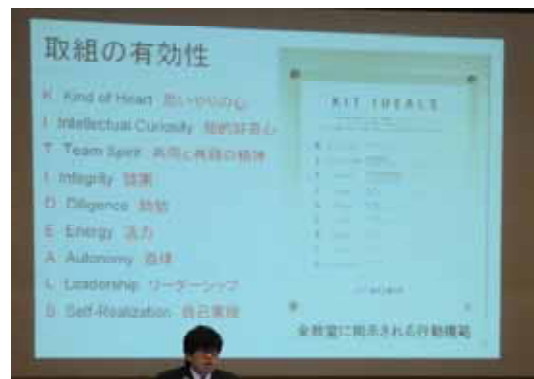 取組の有効性
K Kind of Heart 思いやりの心
I Intellectual Curiosity 知的好奇心
T Team Spirit 共同と共創の精神
I Integrity 誠実
D Diligence 勤勉
E Energy 活力
A Autonomy 自律
L Leadership リーダーシップ
S Self-Realization 自己実現
KIT IDEALS
全教室に掲示される行動規範